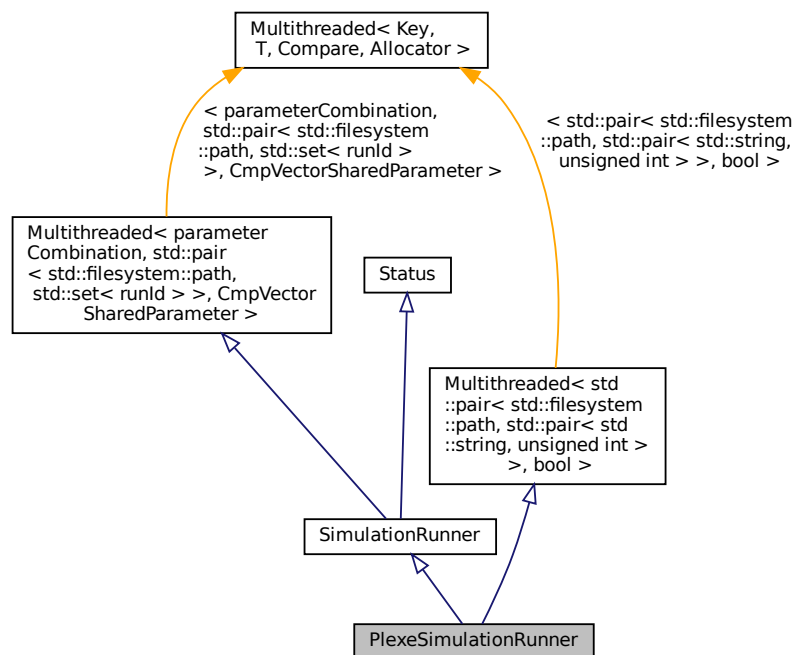 Multithreaded< Key,
T, Compare, Allocator >
< parameterCombination,
std::pair< std::filesystem
::path, std::set< runId >
>, CmpVectorSharedParameter >
< std::pair< std::filesystem
::path, std::pair< std::string,
unsigned int > >, bool >
Multithreaded< parameter
Combination, std::pair
< std::filesystem::path,
std::set< runId > >, CmpVector
SharedParameter >
Status
Multithreaded< std
::pair< std::filesystem
::path, std::pair< std
::string, unsigned int >
>, bool >
SimulationRunner
PlexeSimulationRunner